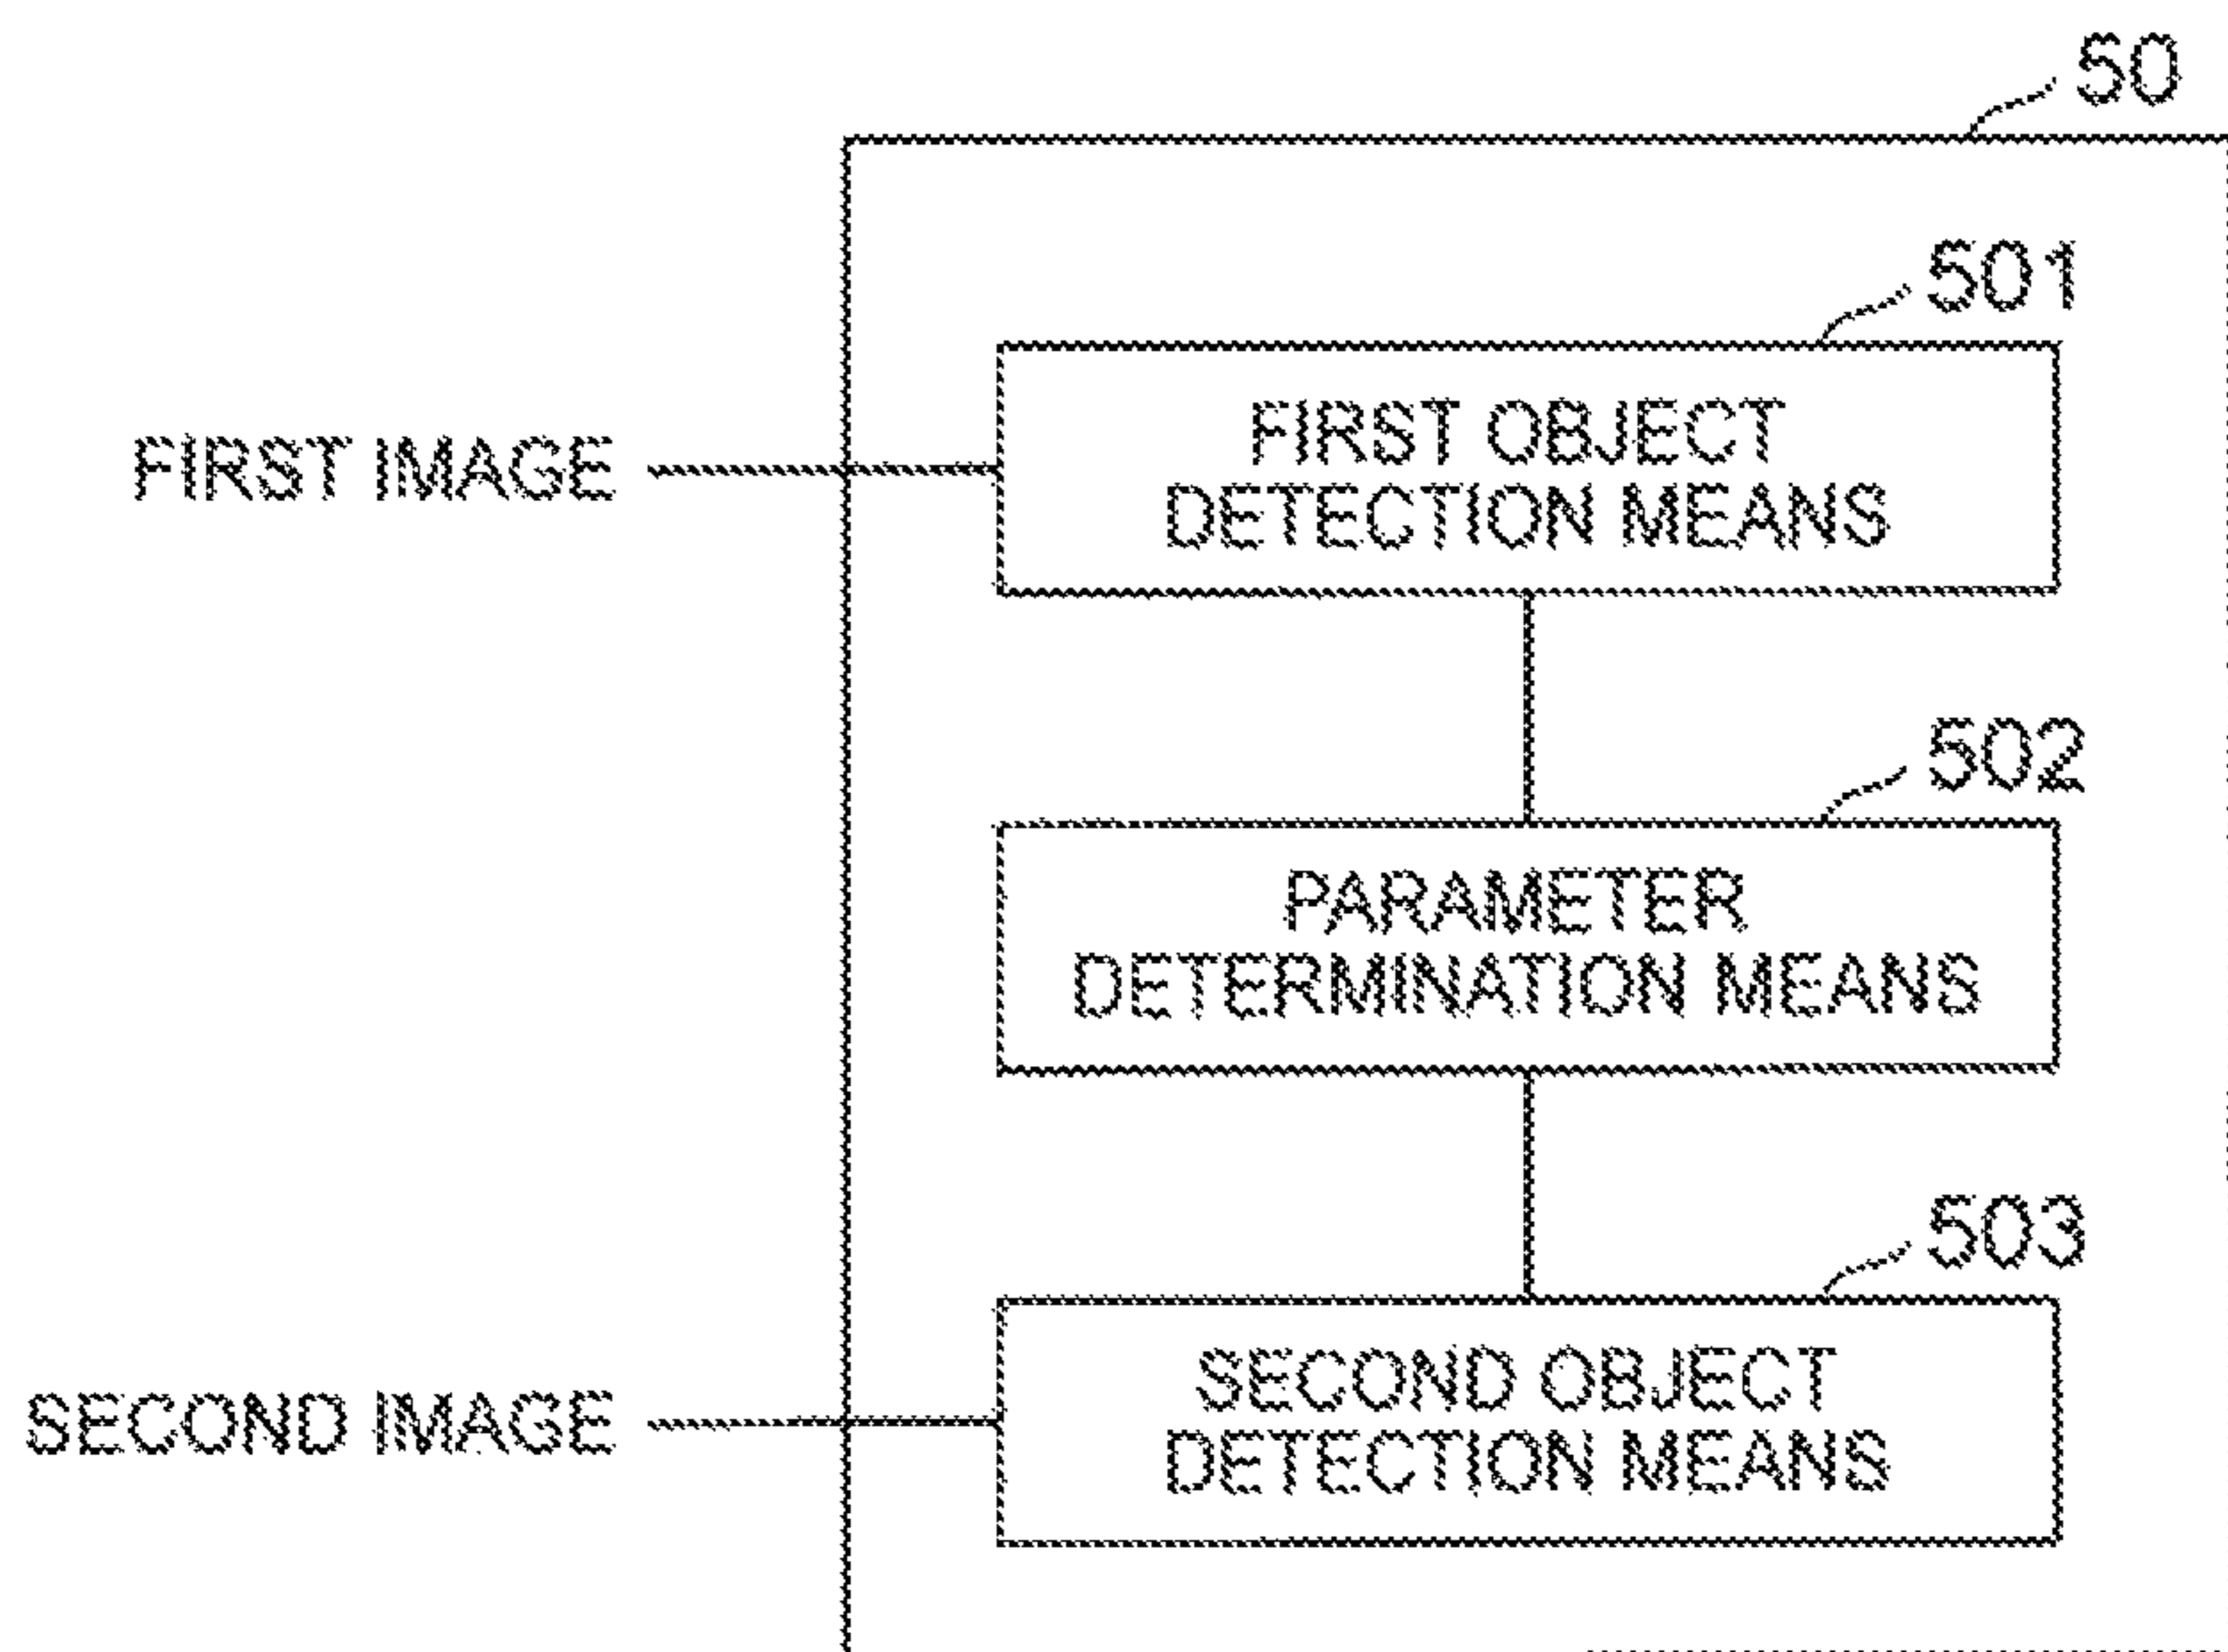 50
501
FIRST IMAGE
FIRST OBJECT
DETECTION MEANS
502
PARAMETER
DETERMINATION MEANS
503
SECOND IMAGE
SECOND OBJECT
DETECTION MEANS